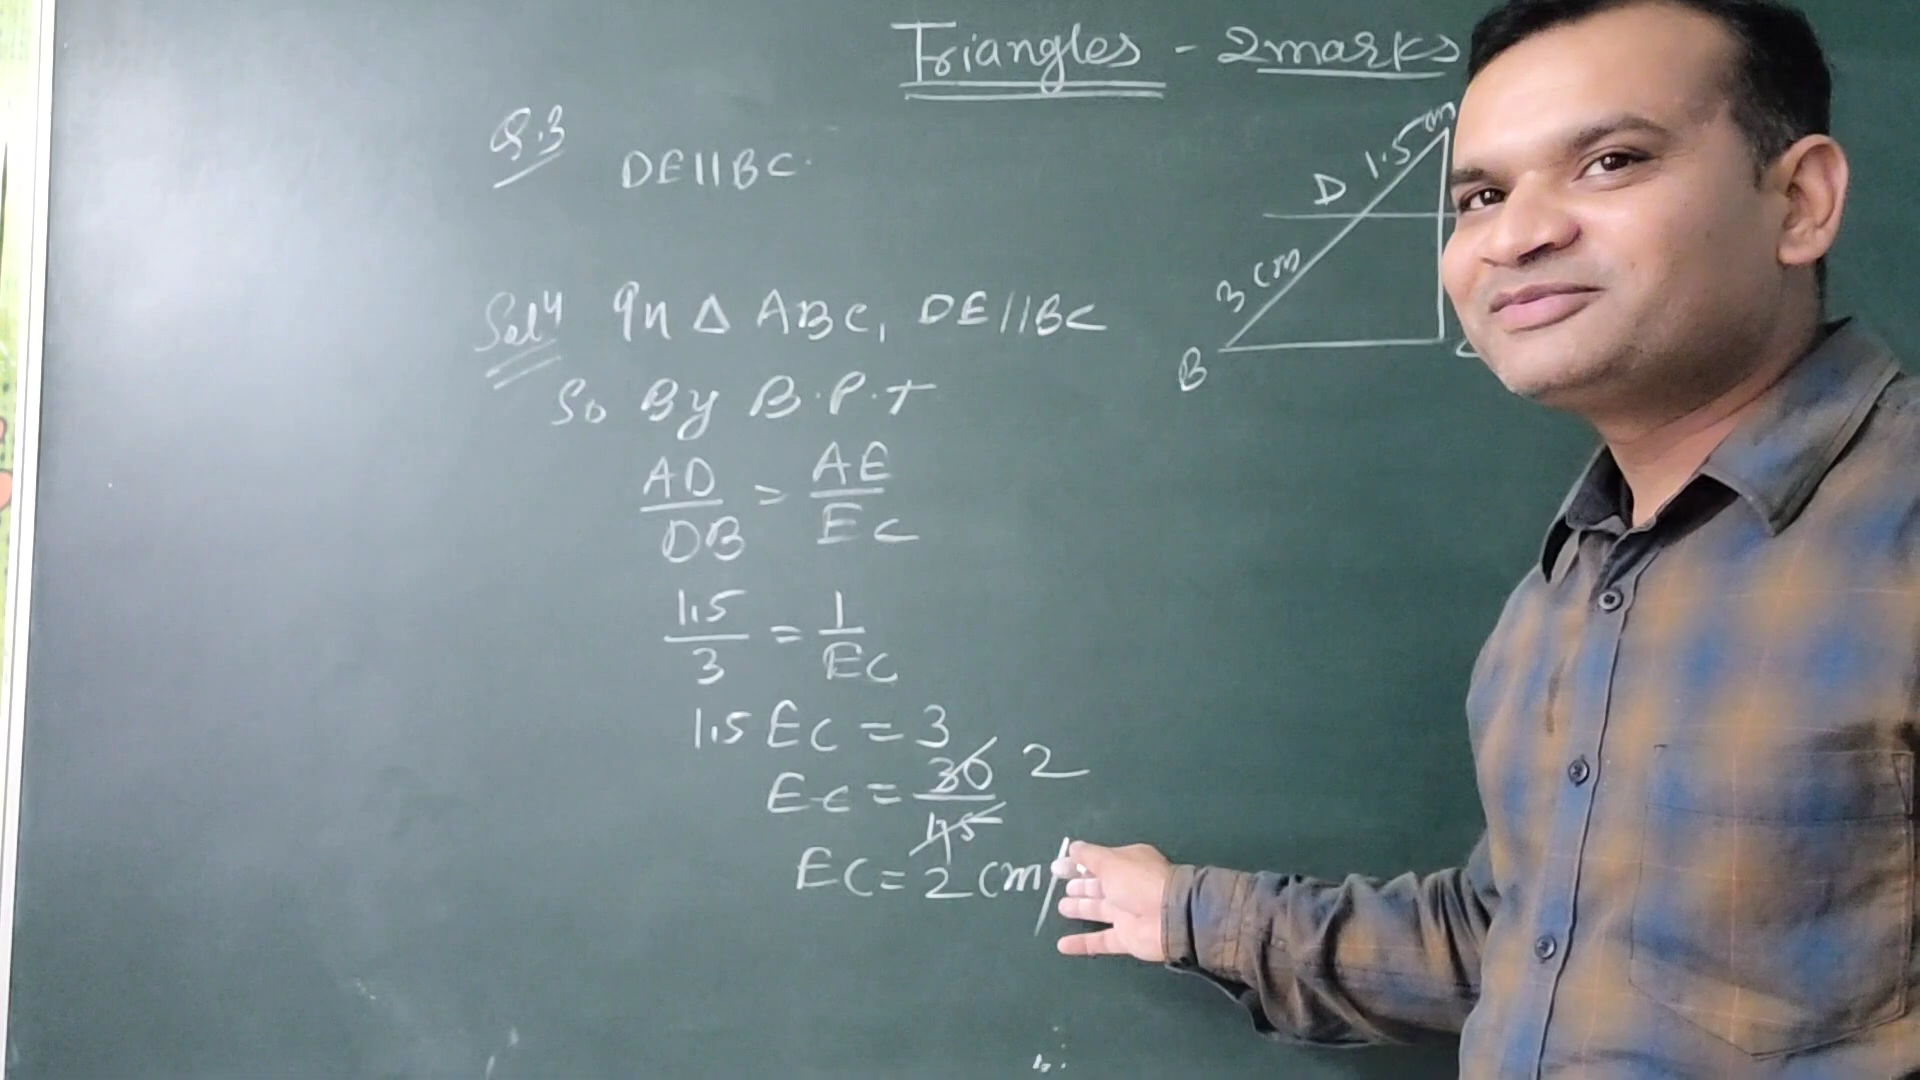 Triangles - 2marks
Q.3
DE||BC.
1.5 cm
D
3 cm
B
C
Sol^n In Δ ABC, DE||BC
So By B.P.T
AD/DB = AE/EC
1.5/3 = 1/EC
1.5 EC = 3
EC = 30/15 2
EC = 2 cm